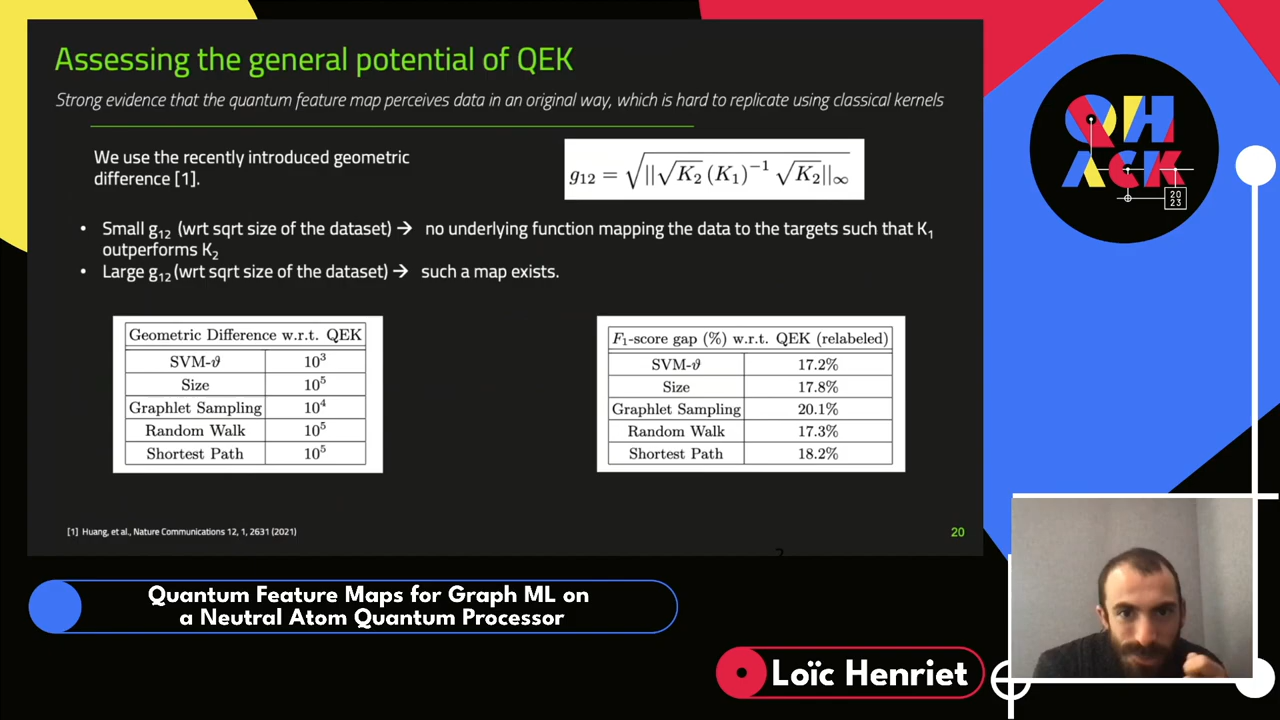 Assessing the general potential of QEK
Strong evidence that the quantum feature map perceives data in an original way, which is hard to replicate using classical kernels
We use the recently introduced geometric
difference [1].
g₁₂ = √||√K₂ (K₁)⁻¹ √K₂||∞
• Small g₁₂ (wrt sqrt size of the dataset) → no underlying function mapping the data to the targets such that K₁
outperforms K₂
• Large g₁₂ (wrt sqrt size of the dataset) → such a map exists.
Geometric Difference w.r.t. QEK
SVM-ϑ 10³
Size 10⁵
Graphlet Sampling 10⁴
Random Walk 10⁵
Shortest Path 10⁵
F₁-score gap (%) w.r.t. QEK (relabeled)
SVM-ϑ 17.2%
Size 17.8%
Graphlet Sampling 20.1%
Random Walk 17.3%
Shortest Path 18.2%
[1] Huang, et al., Nature Communications 12, 1, 2631 (2021)
20
QH
ACK
20
23
Quantum Feature Maps for Graph ML on
a Neutral Atom Quantum Processor
Loïc Henriet